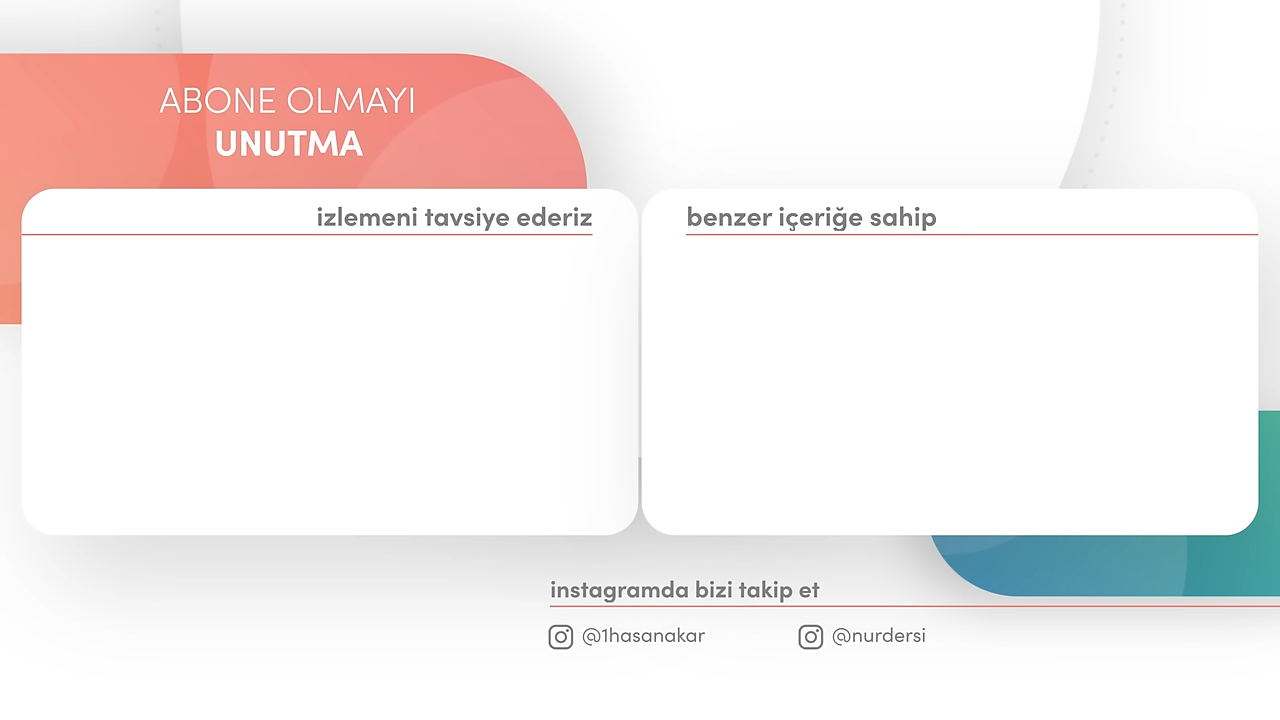 ABONE OLMAYI
UNUTMA
izlemeni tavsiye ederiz
benzer içeriğe sahip
instagramda bizi takip et
@1hasanakar
@nurdersi